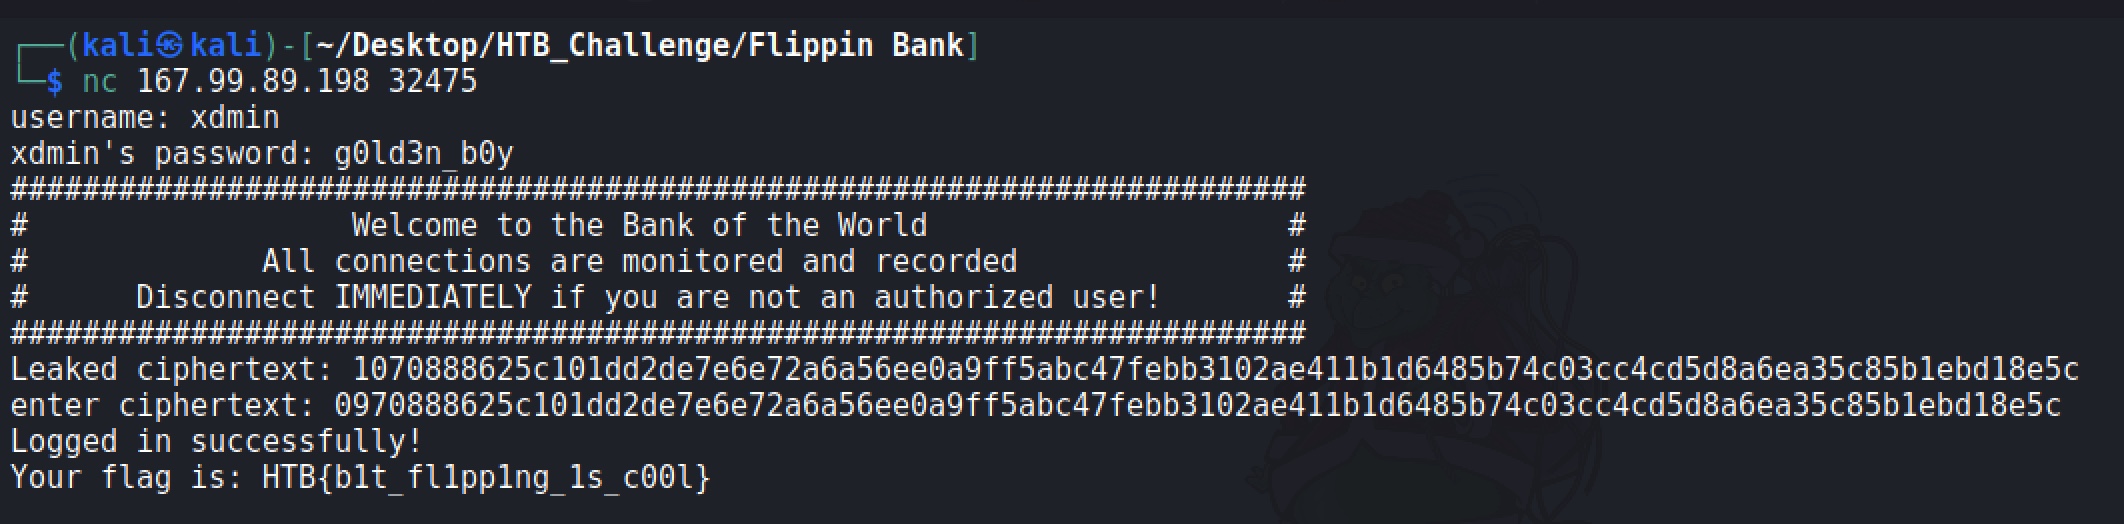 (kali㉿kali)-[~/Desktop/HTB_Challenge/Flippin Bank]
$ nc 167.99.89.198 32475
username: xdmin
xdmin's password: g0ld3n_b0y
########################################################################
#                  Welcome to the Bank of the World                    #
#             All connections are monitored and recorded               #
#      Disconnect IMMEDIATELY if you are not an authorized user!       #
########################################################################
Leaked ciphertext: 1070888625c101dd2de7e6e72a6a56ee0a9ff5abc47febb3102ae411b1d6485b74c03cc4cd5d8a6ea35c85b1ebd18e5c
enter ciphertext: 0970888625c101dd2de7e6e72a6a56ee0a9ff5abc47febb3102ae411b1d6485b74c03cc4cd5d8a6ea35c85b1ebd18e5c
Logged in successfully!
Your flag is: HTB{b1t_fl1pp1ng_1s_c00l}